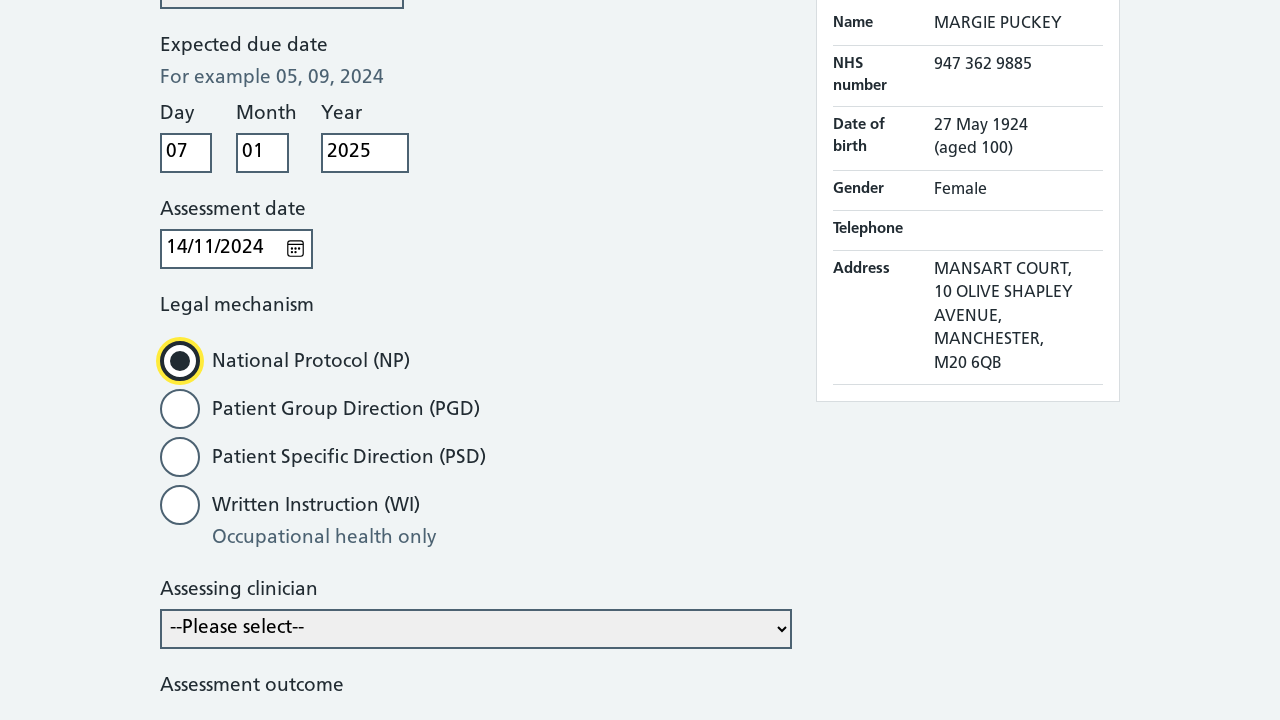 Expected due date
For example 05, 09, 2024
Day Month Year
07 01 2025
Assessment date
14/11/2024
Legal mechanism
National Protocol (NP)
Patient Group Direction (PGD)
Patient Specific Direction (PSD)
Written Instruction (WI)
Occupational health only
Assessing clinician
--Please select--
Assessment outcome
Name MARGIE PUCKEY
NHS number 947 362 9885
Date of birth 27 May 1924
(aged 100)
Gender Female
Telephone
Address MANSART COURT,
10 OLIVE SHAPLEY
AVENUE,
MANCHESTER,
M20 6QB